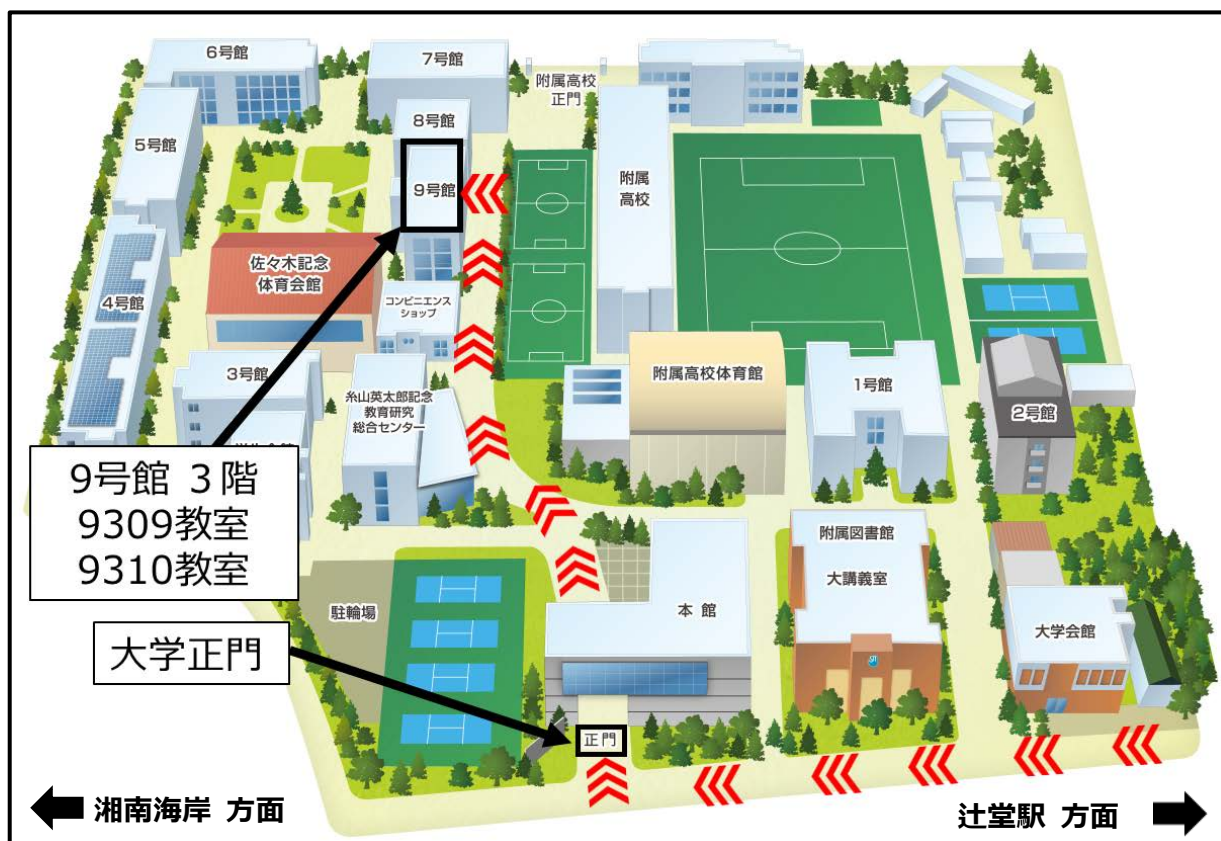 6号館
7号館
附属高校
正門
8号館
5号館
9号館
附属
高校
佐々木記念
体育会館
4号館
コンビニエンス
ショップ
3号館
附属高校体育館
1号館
2号館
糸山英太郎記念
教育研究
総合センター
9号館 3階
9309教室
9310教室
附属図書館
大講義室
駐輪場
本 館
大学会館
大学正門
正門
湘南海岸 方面
辻堂駅 方面